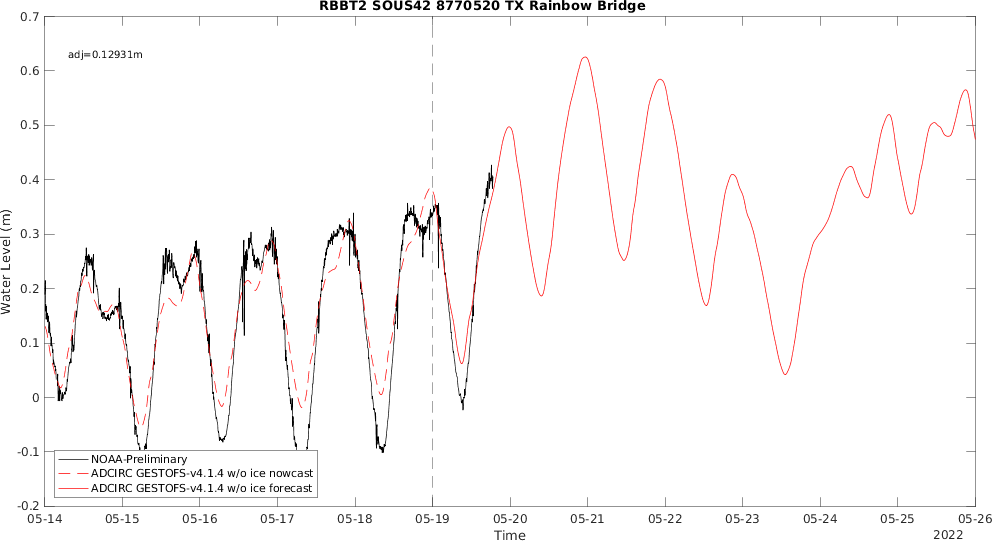 RBBT2 SOUS42 8770520 TX Rainbow Bridge
adj=0.12931m
0.7
0.6
0.5
0.4
0.3
0.2
0.1
0
-0.1
-0.2
Water Level (m)
NOAA-Preliminary
ADCIRC GESTOFS-v4.1.4 w/o ice nowcast
ADCIRC GESTOFS-v4.1.4 w/o ice forecast
05-14 05-15 05-16 05-17 05-18 05-19 05-20 05-21 05-22 05-23 05-24 05-25 05-26
Time
2022